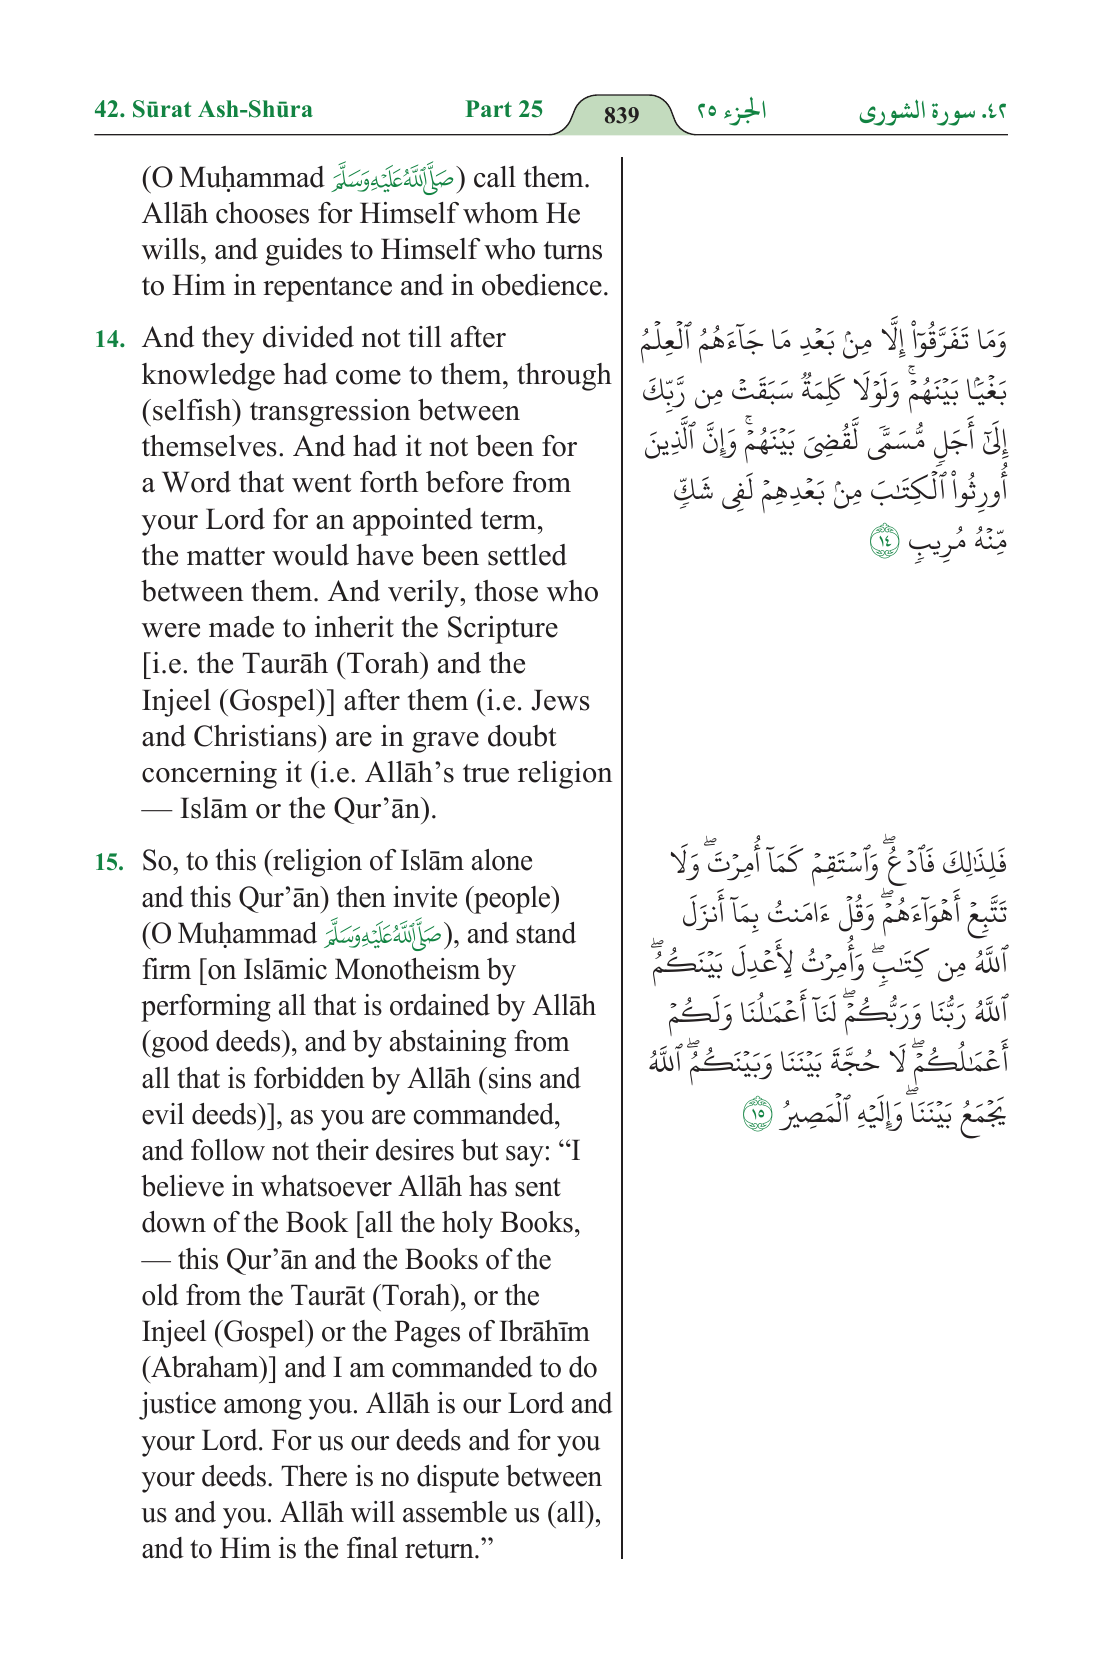 42. Sūrat Ash-Shūra Part 25 839 الجزء ٢٥ ٤٢. سورة الشورى
(O Muḥammad صَلَّى اللَّهُ عَلَيْهِ وَسَلَّمَ) call them.
Allāh chooses for Himself whom He
wills, and guides to Himself who turns
to Him in repentance and in obedience.
14. And they divided not till after
knowledge had come to them, through
(selfish) transgression between
themselves. And had it not been for
a Word that went forth before from
your Lord for an appointed term,
the matter would have been settled
between them. And verily, those who
were made to inherit the Scripture
[i.e. the Taurāh (Torah) and the
Injeel (Gospel)] after them (i.e. Jews
and Christians) are in grave doubt
concerning it (i.e. Allāh’s true religion
— Islām or the Qur’ān).
وَمَا تَفَرَّقُوٓا۟ إِلَّا مِنۢ بَعْدِ مَا جَآءَهُمُ ٱلْعِلْمُ
بَغْيًۢا بَيْنَهُمْ ۚ وَلَوْلَا كَلِمَةٌ سَبَقَتْ مِن رَّبِّكَ
إِلَىٰٓ أَجَلٍ مُّسَمًّى لَّقُضِىَ بَيْنَهُمْ ۚ وَإِنَّ ٱلَّذِينَ
أُورِثُوا۟ ٱلْكِتَـٰبَ مِنۢ بَعْدِهِمْ لَفِى شَكٍّ
مِّنْهُ مُرِيبٍ ١٤
15. So, to this (religion of Islām alone
and this Qur’ān) then invite (people)
(O Muḥammad صَلَّى اللَّهُ عَلَيْهِ وَسَلَّمَ), and stand
firm [on Islāmic Monotheism by
performing all that is ordained by Allāh
(good deeds), and by abstaining from
all that is forbidden by Allāh (sins and
evil deeds)], as you are commanded,
and follow not their desires but say: “I
believe in whatsoever Allāh has sent
down of the Book [all the holy Books,
— this Qur’ān and the Books of the
old from the Taurāt (Torah), or the
Injeel (Gospel) or the Pages of Ibrāhīm
(Abraham)] and I am commanded to do
justice among you. Allāh is our Lord and
your Lord. For us our deeds and for you
your deeds. There is no dispute between
us and you. Allāh will assemble us (all),
and to Him is the final return.”
فَلِذَٰلِكَ فَٱدْعُ ۖ وَٱسْتَقِمْ كَمَآ أُمِرْتَ ۖ وَلَا
تَتَّبِعْ أَهْوَآءَهُمْ ۖ وَقُلْ ءَامَنتُ بِمَآ أَنزَلَ
ٱللَّهُ مِن كِتَـٰبٍ ۖ وَأُمِرْتُ لِأَعْدِلَ بَيْنَكُمُ ۖ
ٱللَّهُ رَبُّنَا وَرَبُّكُمْ ۖ لَنَآ أَعْمَـٰلُنَا وَلَكُمْ
أَعْمَـٰلُكُمْ ۖ لَا حُجَّةَ بَيْنَنَا وَبَيْنَكُمُ ۖ ٱللَّهُ
يَجْمَعُ بَيْنَنَا ۖ وَإِلَيْهِ ٱلْمَصِيرُ ١٥